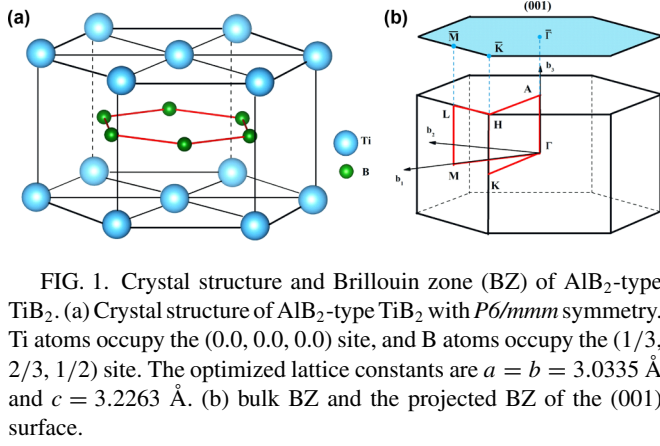 (a)
Ti
B
(b)
(001)
M̅
K̅
Γ̅
b₃
A
L
H
b₂
Γ
M
b₁
K
FIG. 1. Crystal structure and Brillouin zone (BZ) of AlB₂-type
TiB₂. (a) Crystal structure of AlB₂-type TiB₂ with P6/mmm symmetry.
Ti atoms occupy the (0.0, 0.0, 0.0) site, and B atoms occupy the (1/3,
2/3, 1/2) site. The optimized lattice constants are a = b = 3.0335 Å
and c = 3.2263 Å. (b) bulk BZ and the projected BZ of the (001)
surface.